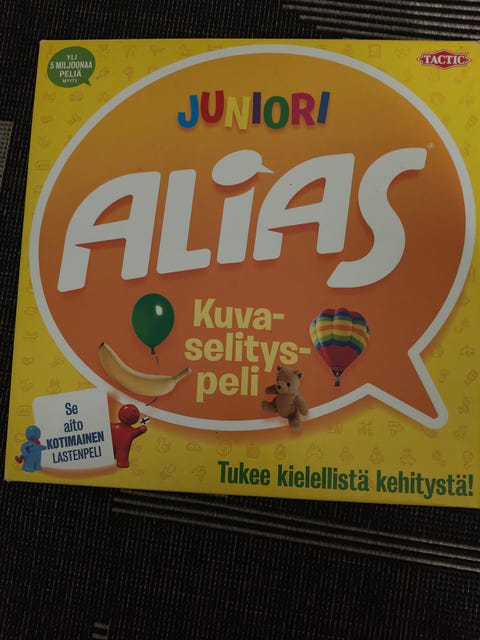 YLI
5 MILJOONAA
PELIÄ
MYYTY
TACTIC®
JUNIORI
ALIAS®
Kuva-
selitys-
peli
Se
aito
KOTIMAINEN
LASTENPELI
Tukee kielellistä kehitystä!